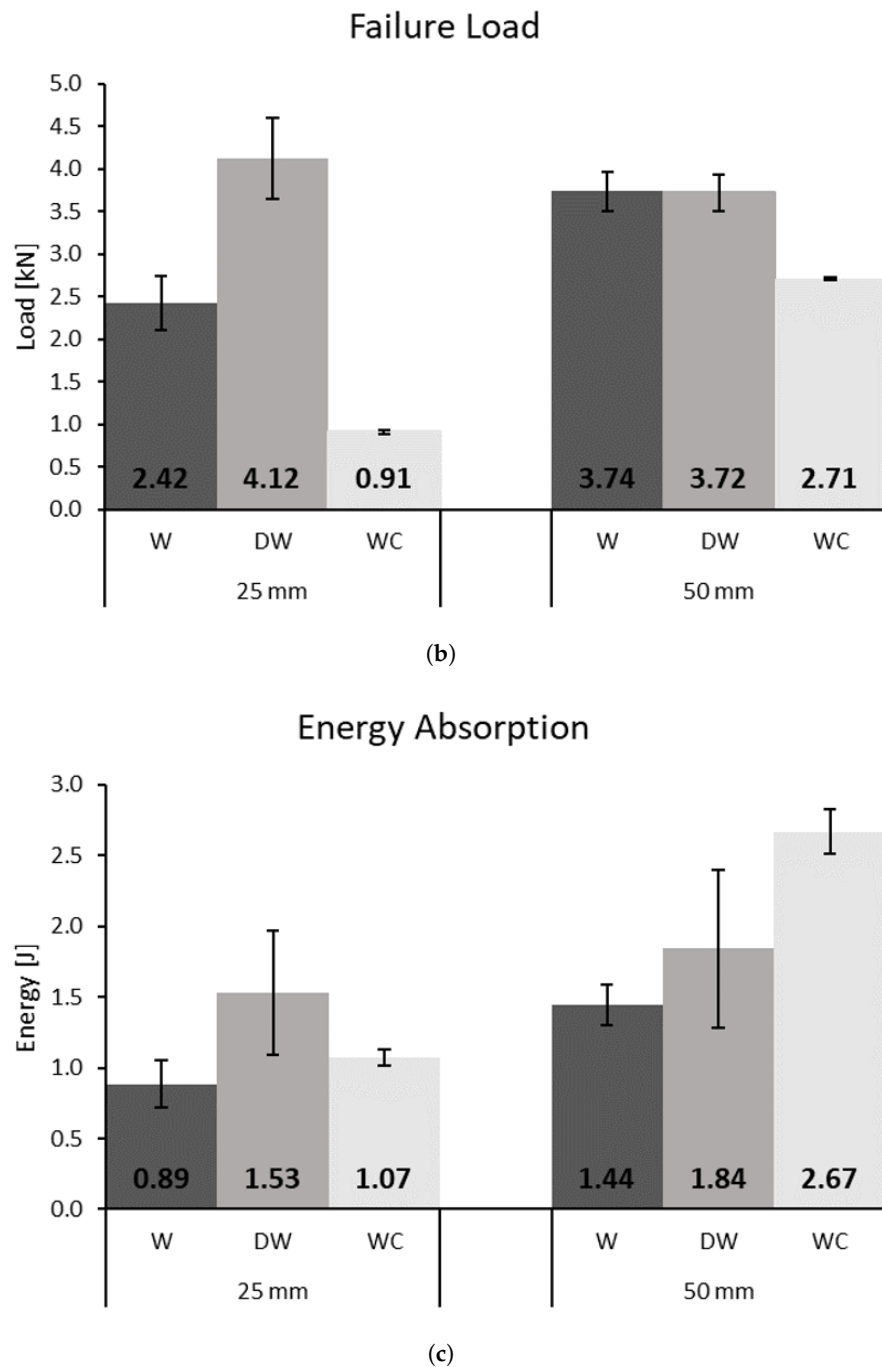 Failure Load
5.0
4.5
4.0
3.5
3.0
2.5
2.0
1.5
1.0
0.5
0.0
Load [kN]
2.42 4.12 0.91 3.74 3.72 2.71
W DW WC W DW WC
25 mm 50 mm
(b)
Energy Absorption
3.0
2.5
2.0
1.5
1.0
0.5
0.0
Energy [J]
0.89 1.53 1.07 1.44 1.84 2.67
W DW WC W DW WC
25 mm 50 mm
(c)